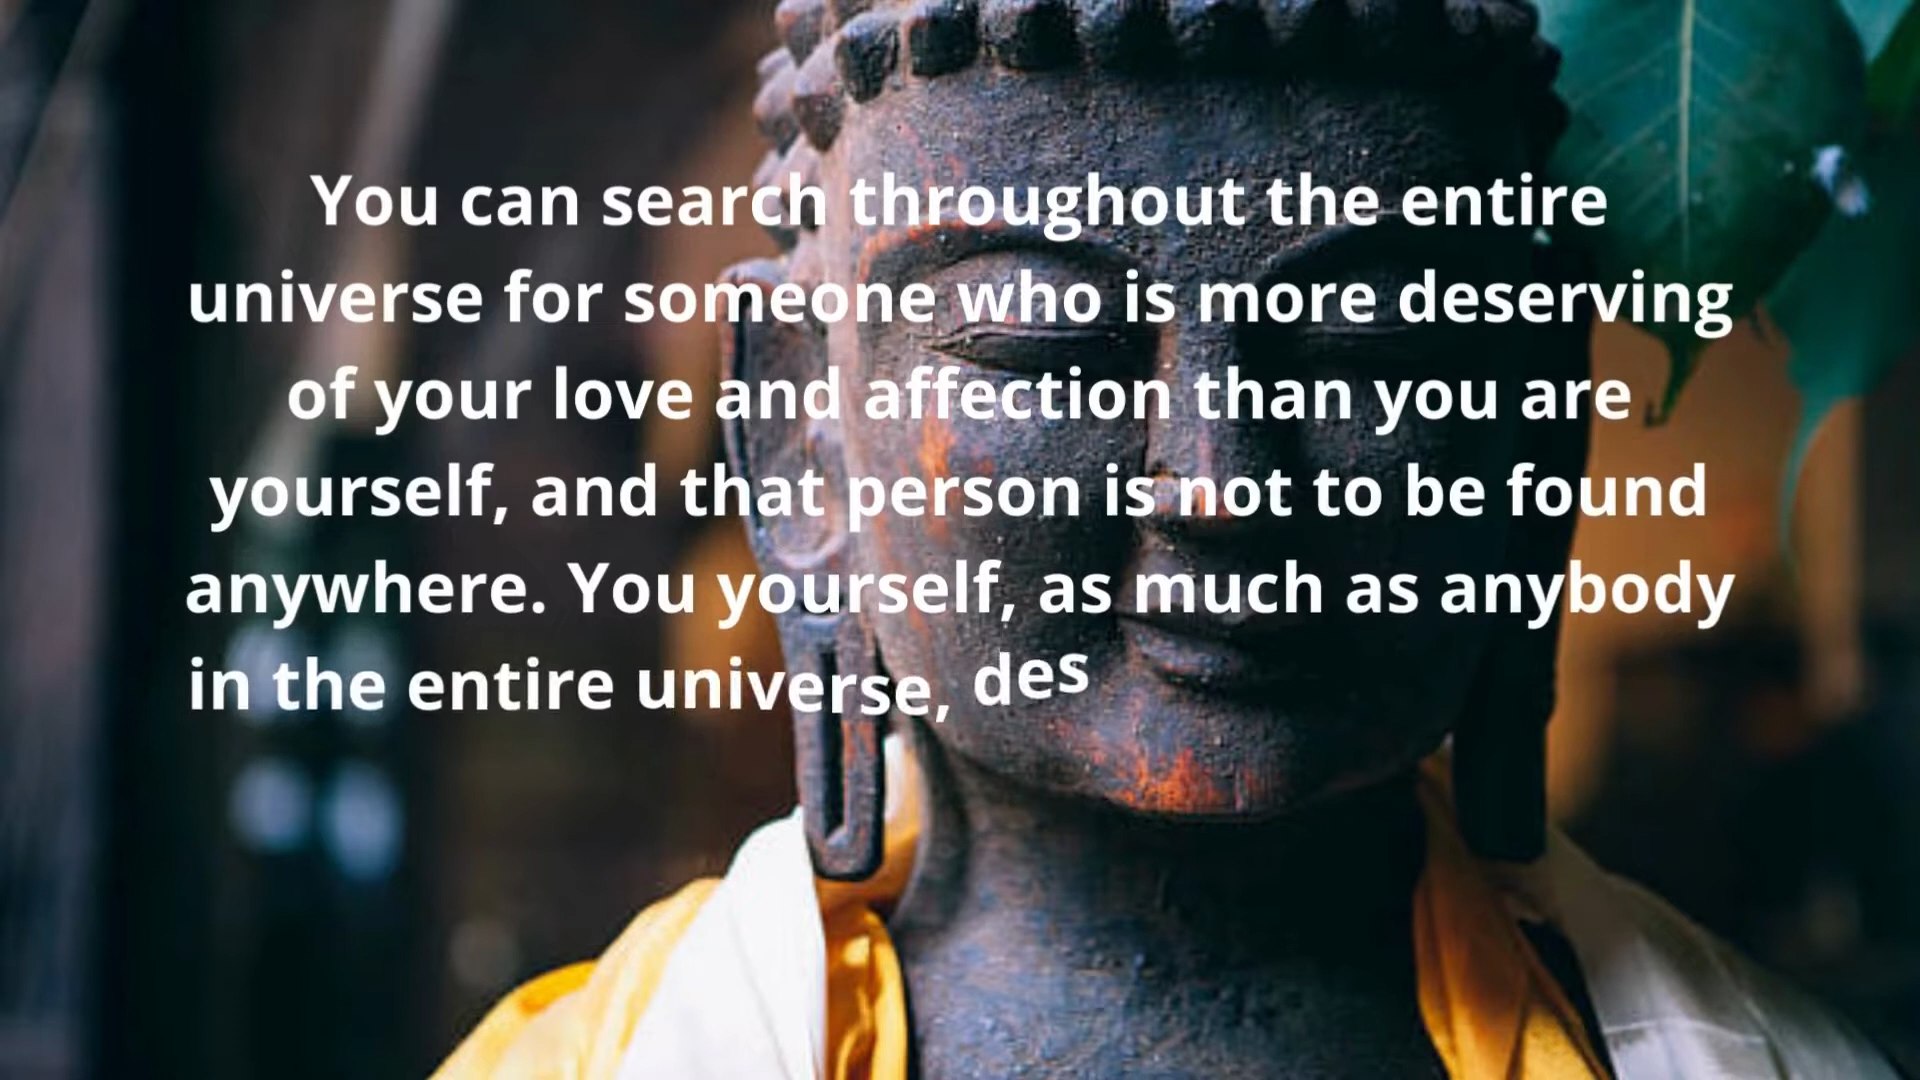 You can search throughout the entire
universe for someone who is more deserving
of your love and affection than you are
yourself, and that person is not to be found
anywhere. You yourself, as much as anybody
in the entire universe, des